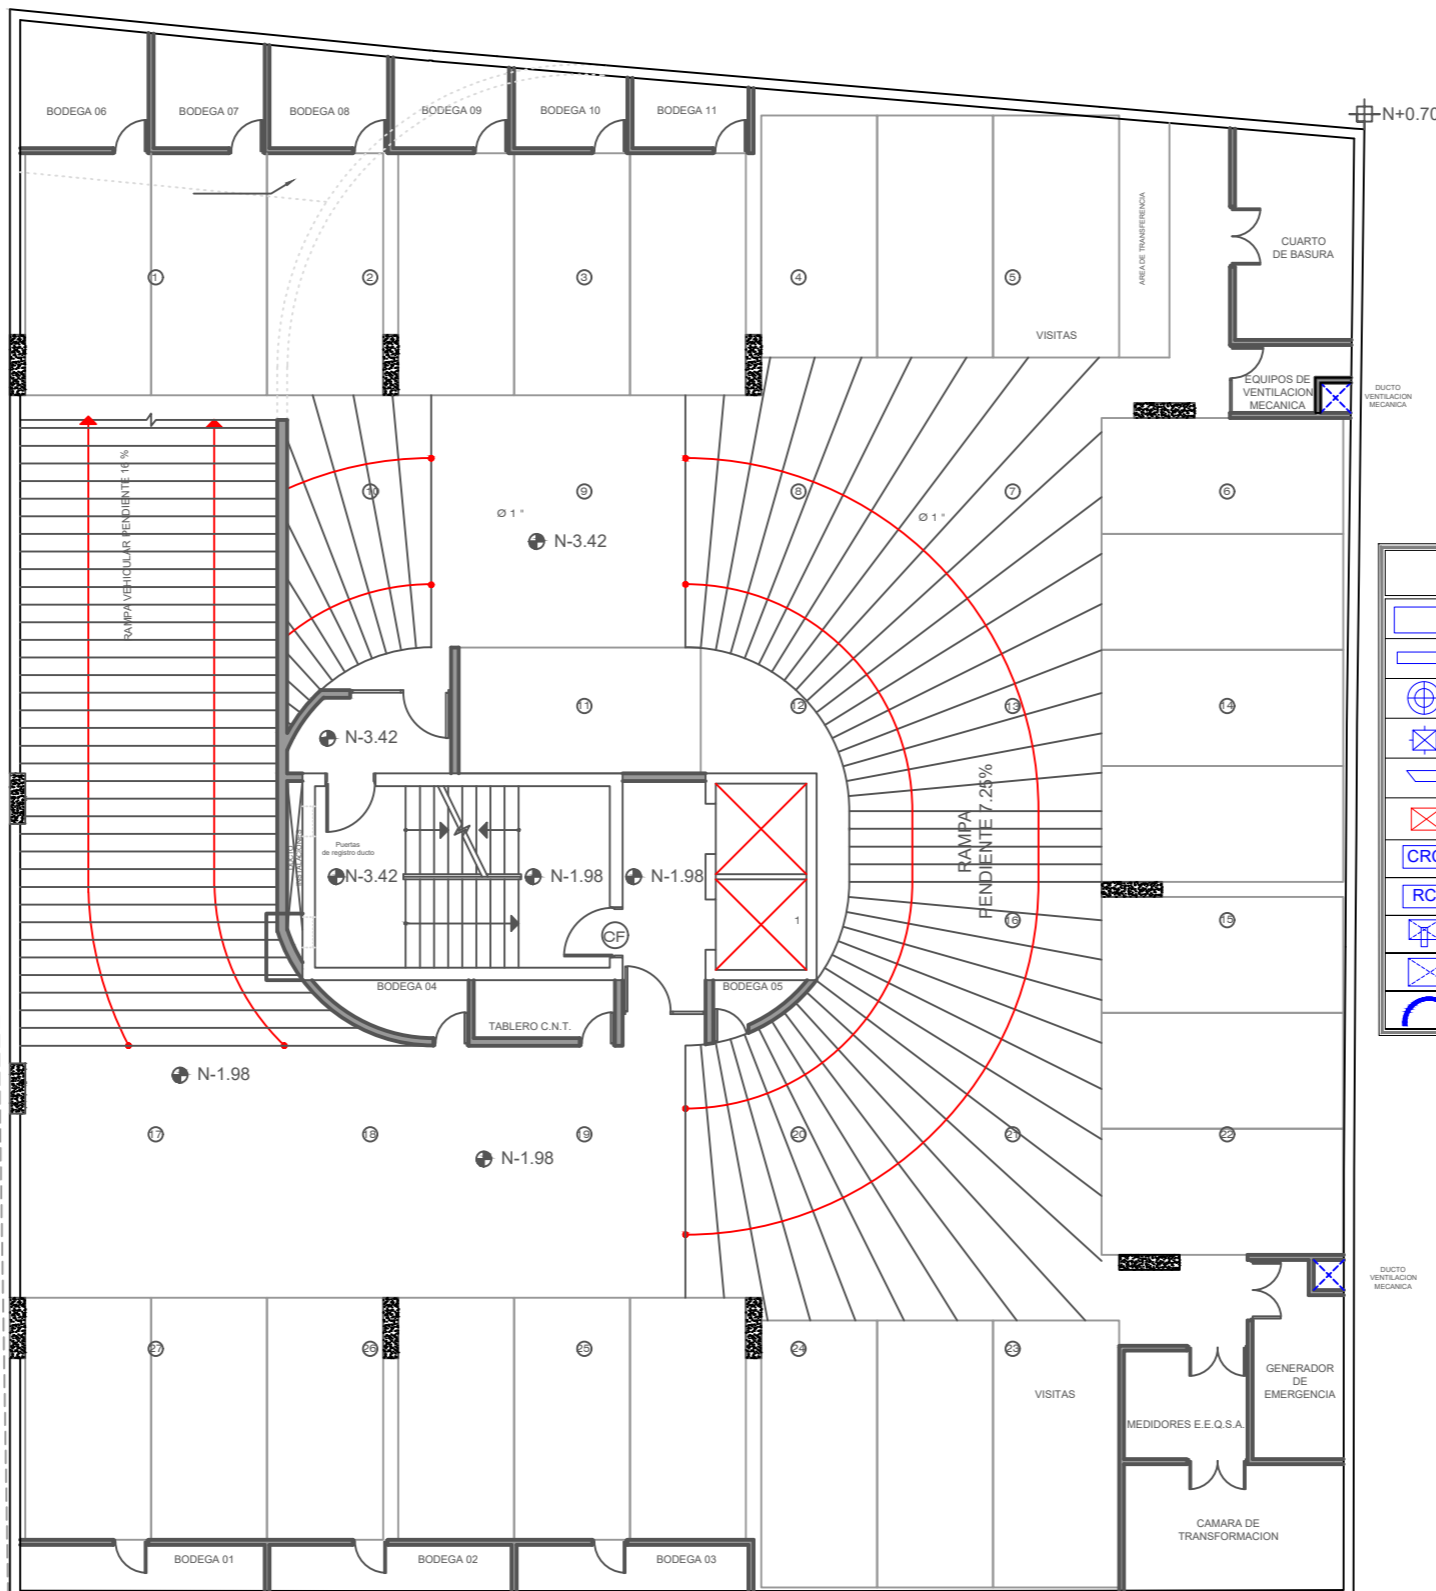 N+0.70
BODEGA 06
BODEGA 07
BODEGA 08
BODEGA 09
BODEGA 10
BODEGA 11
AREA DE TRANSFERENCIA
CUARTO
DE BASURA
1
2
3
4
5
VISITAS
EQUIPOS DE
VENTILACION
MECANICA
DUCTO
VENTILACION
MECANICA
RAMPA VEHICULAR PENDIENTE 16 %
10
9
8
7
6
Ø 1 "
Ø 1 "
N-3.42
11
12
13
14
N-3.42
RAMPA
PENDIENTE 7.25%
DUCTO
INSTALACIONES
Puertas
de registro ducto
N-3.42
N-1.98
N-1.98
CF
1
16
15
CRC
RC
BODEGA 04
BODEGA 05
TABLERO C.N.T.
N-1.98
17
18
19
20
21
22
N-1.98
DUCTO
VENTILACION
MECANICA
27
26
25
24
23
VISITAS
GENERADOR
DE
EMERGENCIA
MEDIDORES E.E.Q.S.A.
CAMARA DE
TRANSFORMACION
BODEGA 01
BODEGA 02
BODEGA 03